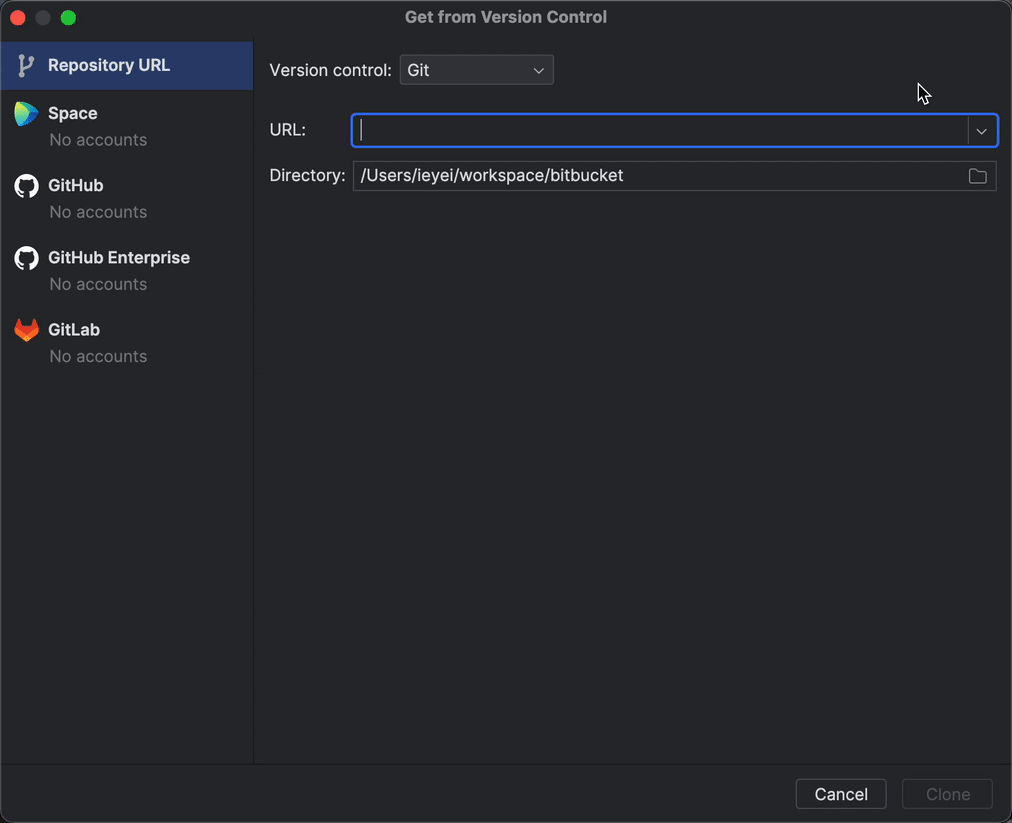 Get from Version Control
Repository URL
Space
No accounts
GitHub
No accounts
GitHub Enterprise
No accounts
GitLab
No accounts
Version control: Git
URL:
Directory: /Users/ieyei/workspace/bitbucket
Cancel
Clone